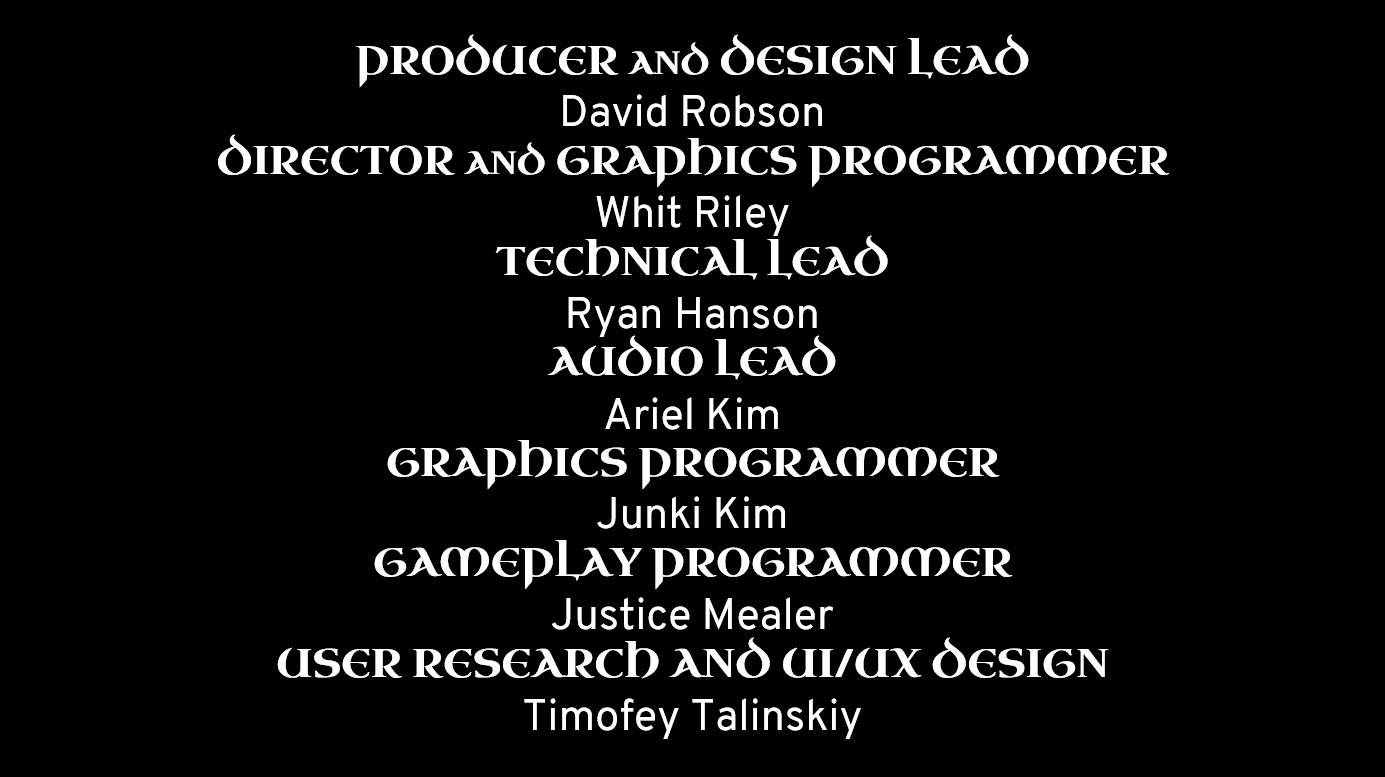 PRODUCER AND DESIGN LEAD
David Robson
DIRECTOR AND GRAPHICS PROGRAMMER
Whit Riley
TECHNICAL LEAD
Ryan Hanson
AUDIO LEAD
Ariel Kim
GRAPHICS PROGRAMMER
Junki Kim
GAMEPLAY PROGRAMMER
Justice Mealer
USER RESEARCH AND UI/UX DESIGN
Timofey Talinskiy